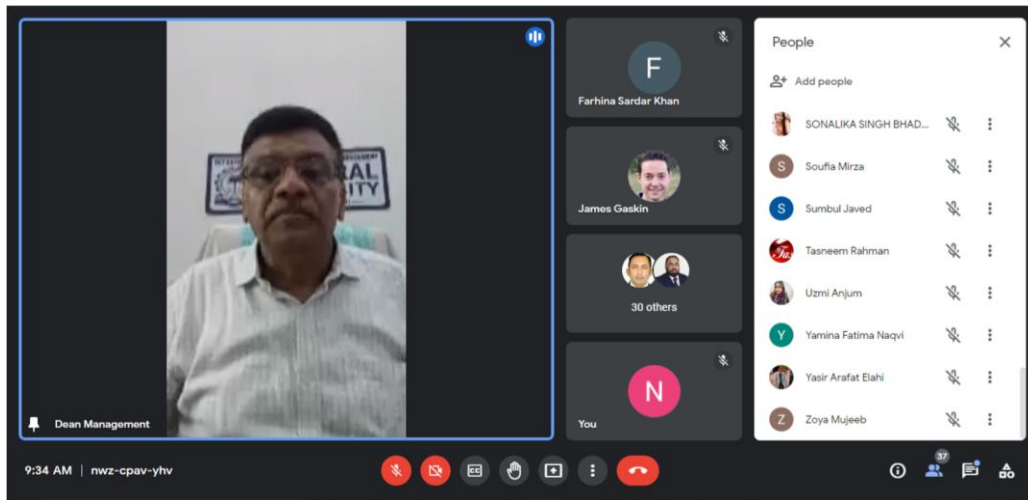 Dean Management
F
Farhina Sardar Khan
James Gaskin
30 others
N
You
People
Add people
SONALIKA SINGH BHAD...
S
Soufia Mirza
S
Sumbul Javed
Tasneem Rahman
Uzmi Anjum
Y
Yamina Fatima Naqvi
Yasir Arafat Elahi
Z
Zoya Mujeeb
9:34 AM | nwz-cpav-yhv
CC
37